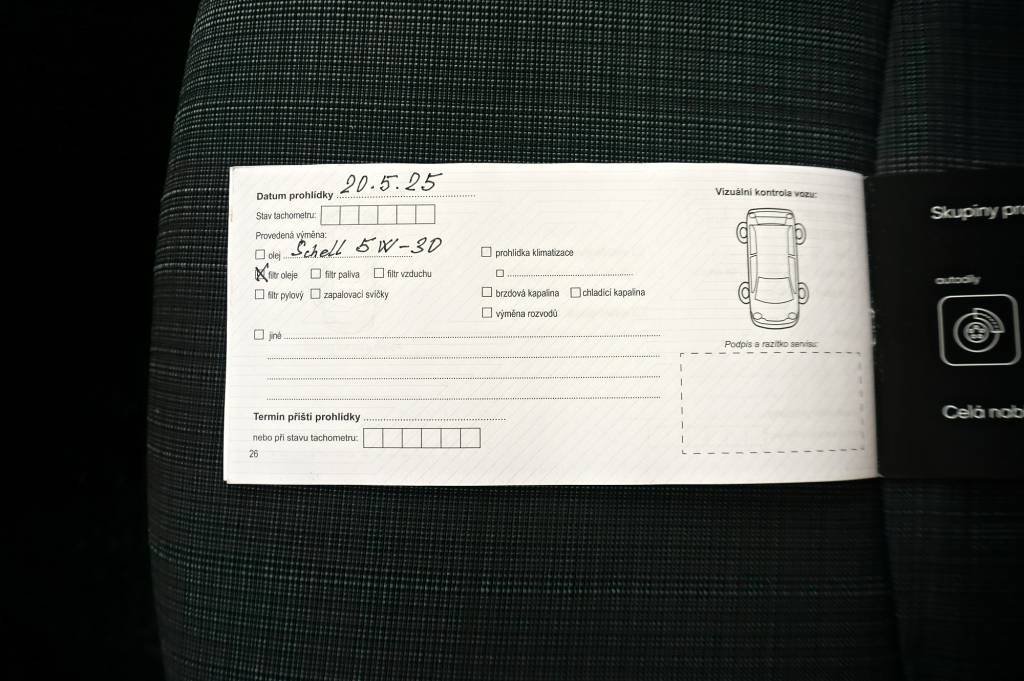 Datum prohlídky 20.5.25
Stav tachometru:
Provedená výměna:
olej Schell 5W-30
filtr oleje filtr paliva filtr vzduchu
filtr pylový zapalovací svíčky
jiné
Termín příští prohlídky
nebo při stavu tachometru:
26
prohlídka klimatizace
brzdová kapalina chladící kapalina
výměna rozvodů
Vizuální kontrola vozu:
Podpis a razítko servisu:
Skupiny pr
autodíly
Celá nab